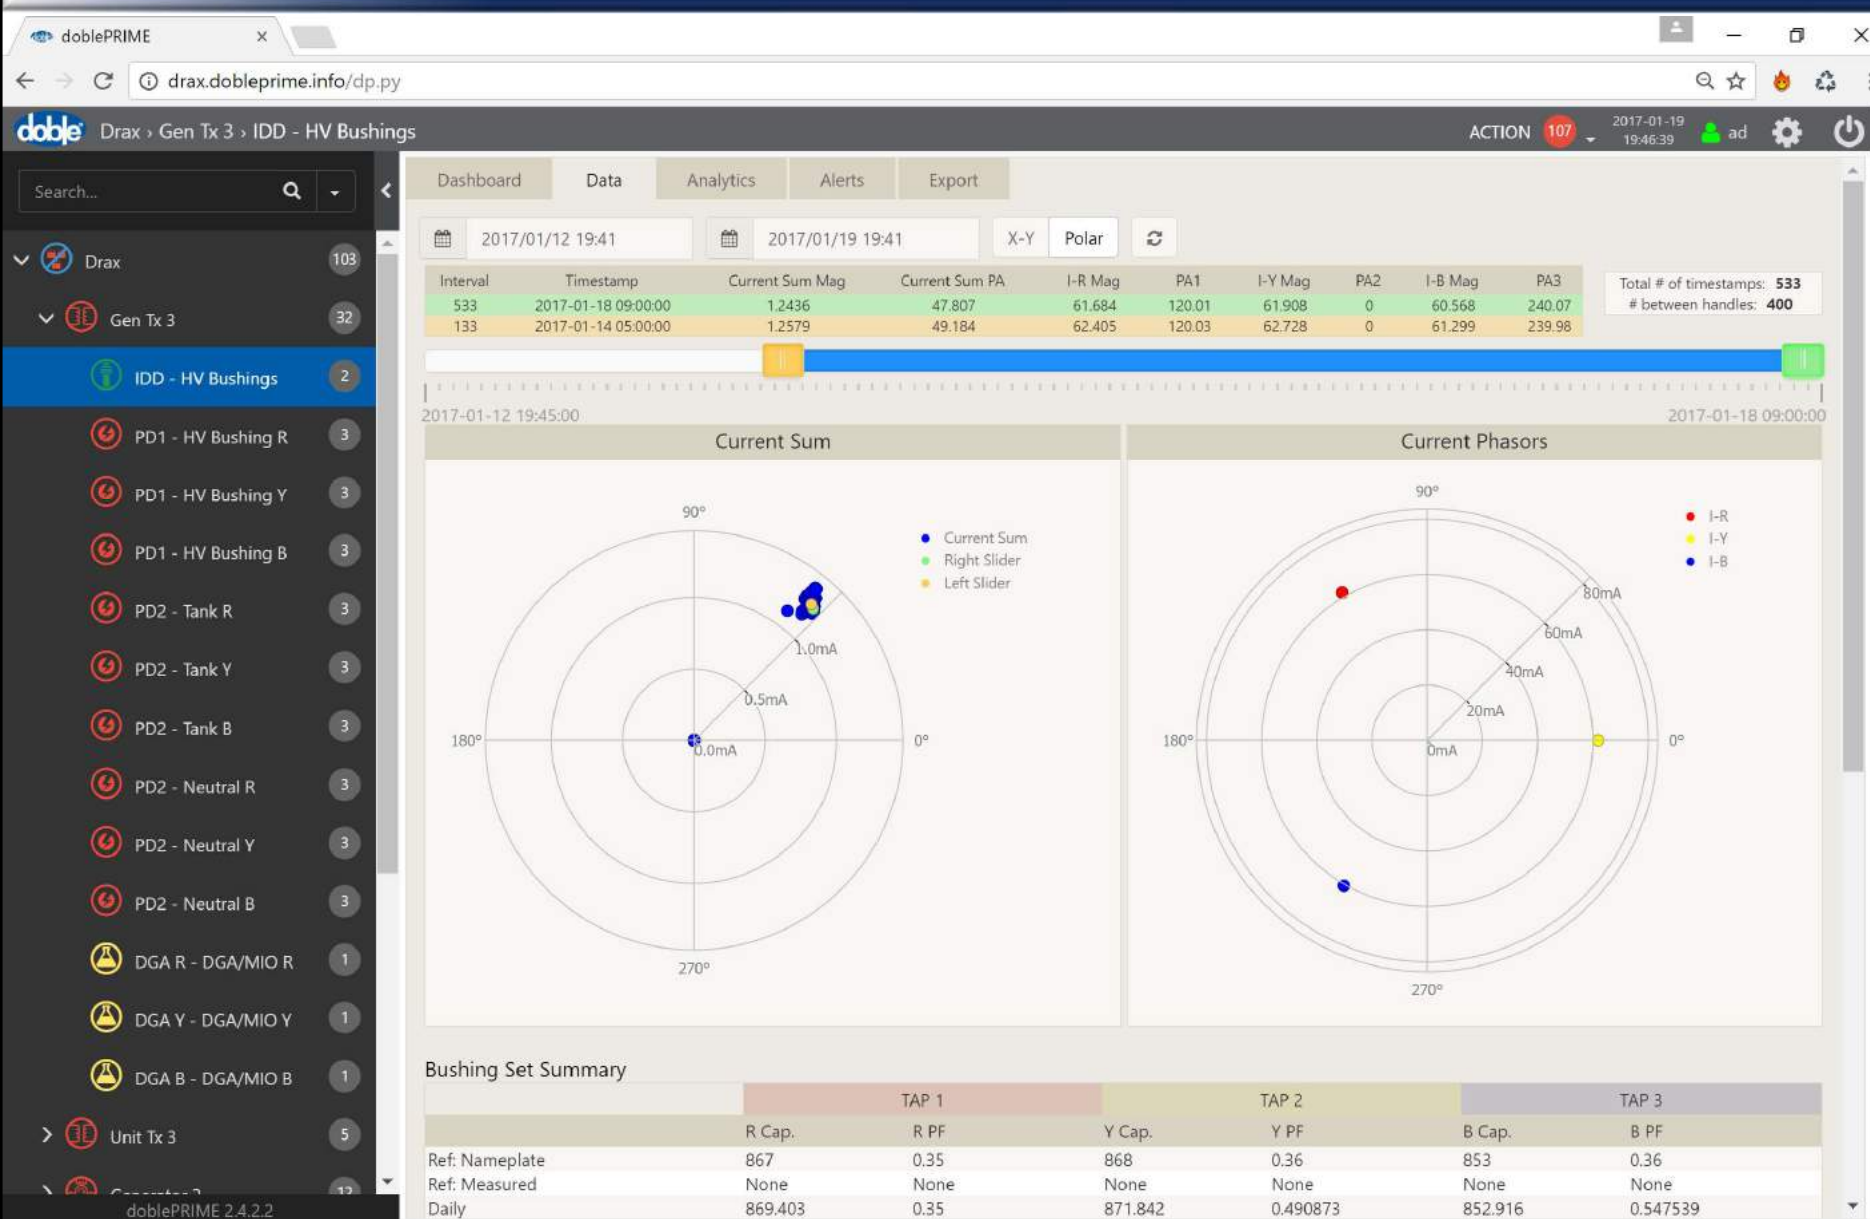 doblePRIME
drax.dobleprime.info/dp.py
doble Drax › Gen Tx 3 › IDD - HV Bushings
ACTION 107 2017-01-19 19:46:39 ad
Search...
Drax 103
Gen Tx 3 32
IDD - HV Bushings 2
PD1 - HV Bushing R 3
PD1 - HV Bushing Y 3
PD1 - HV Bushing B 3
PD2 - Tank R 3
PD2 - Tank Y 3
PD2 - Tank B 3
PD2 - Neutral R 3
PD2 - Neutral Y 3
PD2 - Neutral B 3
DGA R - DGA/MIO R 1
DGA Y - DGA/MIO Y 1
DGA B - DGA/MIO B 1
Unit Tx 3 5
12
doblePRIME 2.4.2.2
Dashboard Data Analytics Alerts Export
2017/01/12 19:41 2017/01/19 19:41 X-Y Polar
Interval Timestamp Current Sum Mag Current Sum PA I-R Mag PA1 I-Y Mag PA2 I-B Mag PA3
533 2017-01-18 09:00:00 1.2436 47.807 61.684 120.01 61.908 0 60.568 240.07
133 2017-01-14 05:00:00 1.2579 49.184 62.405 120.03 62.728 0 61.299 239.98
Total # of timestamps: 533
# between handles: 400
2017-01-12 19:45:00 2017-01-18 09:00:00
Current Sum
90°
Current Sum
Right Slider
Left Slider
1.0mA
0.5mA
180° 0.0mA 0°
270°
Current Phasors
90°
I-R
I-Y
I-B
80mA
60mA
40mA
20mA
180° 0mA 0°
270°
Bushing Set Summary
TAP 1 TAP 2 TAP 3
R Cap. R PF Y Cap. Y PF B Cap. B PF
Ref: Nameplate 867 0.35 868 0.36 853 0.36
Ref: Measured None None None None None None
Daily 869.403 0.35 871.842 0.490873 852.916 0.547539